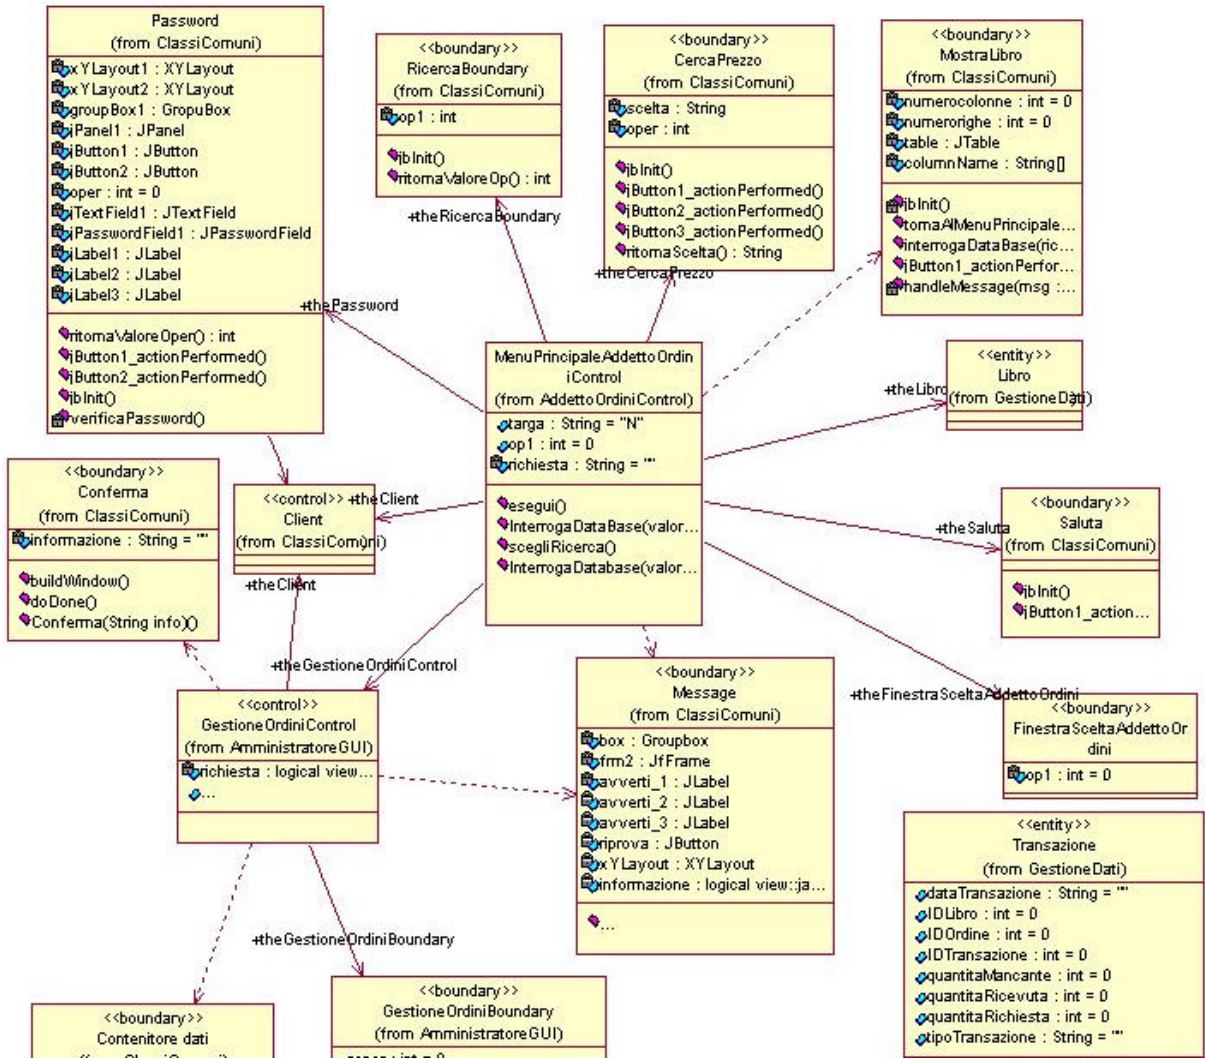 Password
(from ClassiComuni)
xYLayout1 : XYLayout
xYLayout2 : XYLayout
groupBox1 : GropuBox
jPanel1 : JPanel
jButton1 : JButton
jButton2 : JButton
oper : int = 0
jTextField1 : JTextField
jPasswordField1 : JPasswordField
jLabel1 : JLabel
jLabel2 : JLabel
jLabel3 : JLabel
ritornaValoreOper() : int
jButton1_actionPerformed()
jButton2_actionPerformed()
jbInit()
verificaPassword()
<<boundary>>
RicercaBoundary
(from ClassiComuni)
op1 : int
jbInit()
ritornaValoreOp() : int
+theRicercaBoundary
<<boundary>>
CercaPrezzo
(from ClassiComuni)
scelta : String
oper : int
jbInit()
jButton1_actionPerformed()
jButton2_actionPerformed()
jButton3_actionPerformed()
ritornaScelta() : String
+theCercaPrezzo
<<boundary>>
MostraLibro
(from ClassiComuni)
numerocolonne : int = 0
numerorighe : int = 0
table : JTable
columnName : String[]
jbInit()
tornaAlMenuPrincipale...
interrogaDataBase(ric...
jButton1_actionPerfor...
handleMessage(msg :...
+thePassword
MenuPrincipaleAddettoOrdin
iControl
(from AddettoOrdiniControl)
targa : String = "N"
op1 : int = 0
richiesta : String = ""
esegui()
InterrogaDataBase(valor...
scegliRicerca()
InterrogaDatabase(valor...
<<entity>>
Libro
(from GestioneDati)
+theLibro
<<boundary>>
Conferma
(from ClassiComuni)
informazione : String = ""
buildWindow()
doDone()
Conferma(String info)()
<<control>>
Client
(from ClassiComuni)
+theClient
+theClient
<<boundary>>
Saluta
(from ClassiComuni)
jbInit()
jButton1_action...
+theSaluta
+theGestioneOrdiniControl
<<control>>
GestioneOrdiniControl
(from AmministratoreGUI)
richiesta : logical view...
...
<<boundary>>
Message
(from ClassiComuni)
box : Groupbox
frm2 : JfFrame
avverti_1 : JLabel
avverti_2 : JLabel
avverti_3 : JLabel
riprova : JButton
xYLayout : XYLayout
informazione : logical view::ja...
...
+theFinestraSceltaAddettoOrdini
<<boundary>>
FinestraSceltaAddettoOr
dini
op1 : int = 0
<<entity>>
Transazione
(from GestioneDati)
dataTransazione : String = ""
IDLibro : int = 0
IDOrdine : int = 0
IDTransazione : int = 0
quantitaMancante : int = 0
quantitaRicevuta : int = 0
quantitaRichiesta : int = 0
tipoTransazione : String = ""
+theGestioneOrdiniBoundary
<<boundary>>
Contenitore dati
(from ClassiComuni)
<<boundary>>
GestioneOrdiniBoundary
(from AmministratoreGUI)
: int = 0